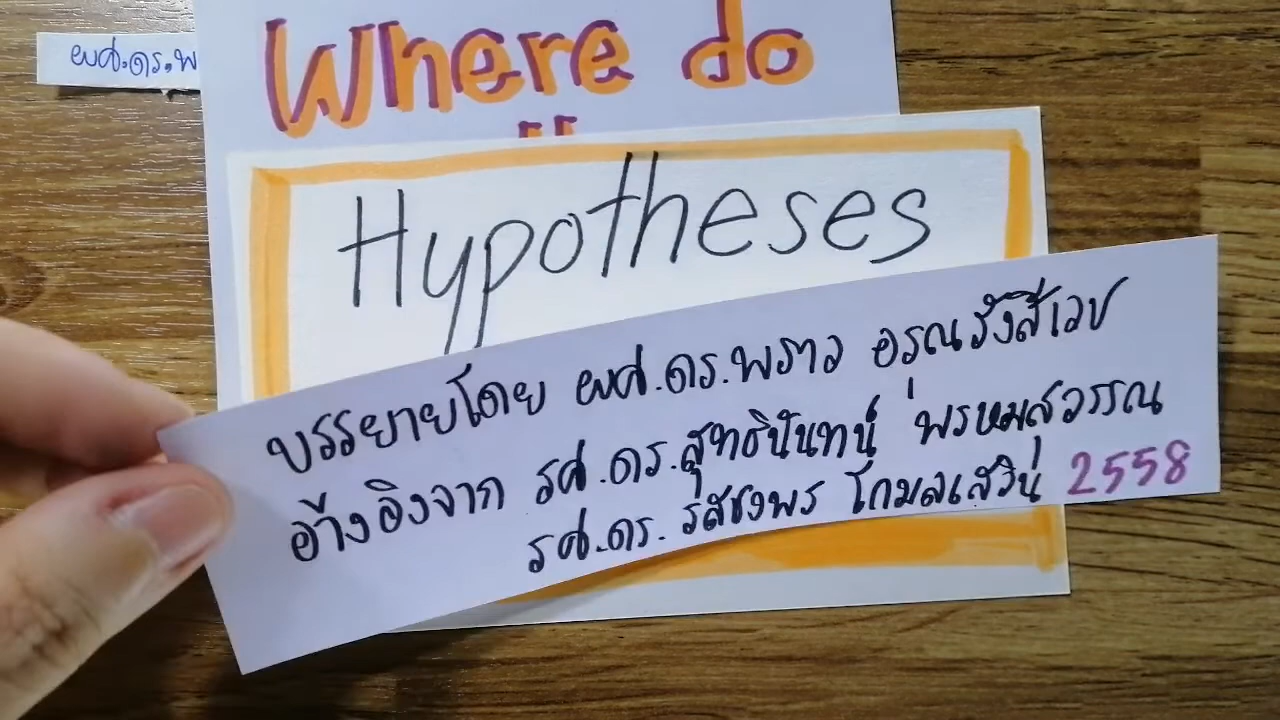 ผศ.ดร.พ
Where do
Hypotheses
บรรยายโดย ผศ.ดร.พราว อรุณรังสีเวช
อ้างอิงจาก รศ.ดร.สุทธินันทน์ พรหมสุวรรณ
รศ.ดร. รสชงพร โกมลเสวิน 2558